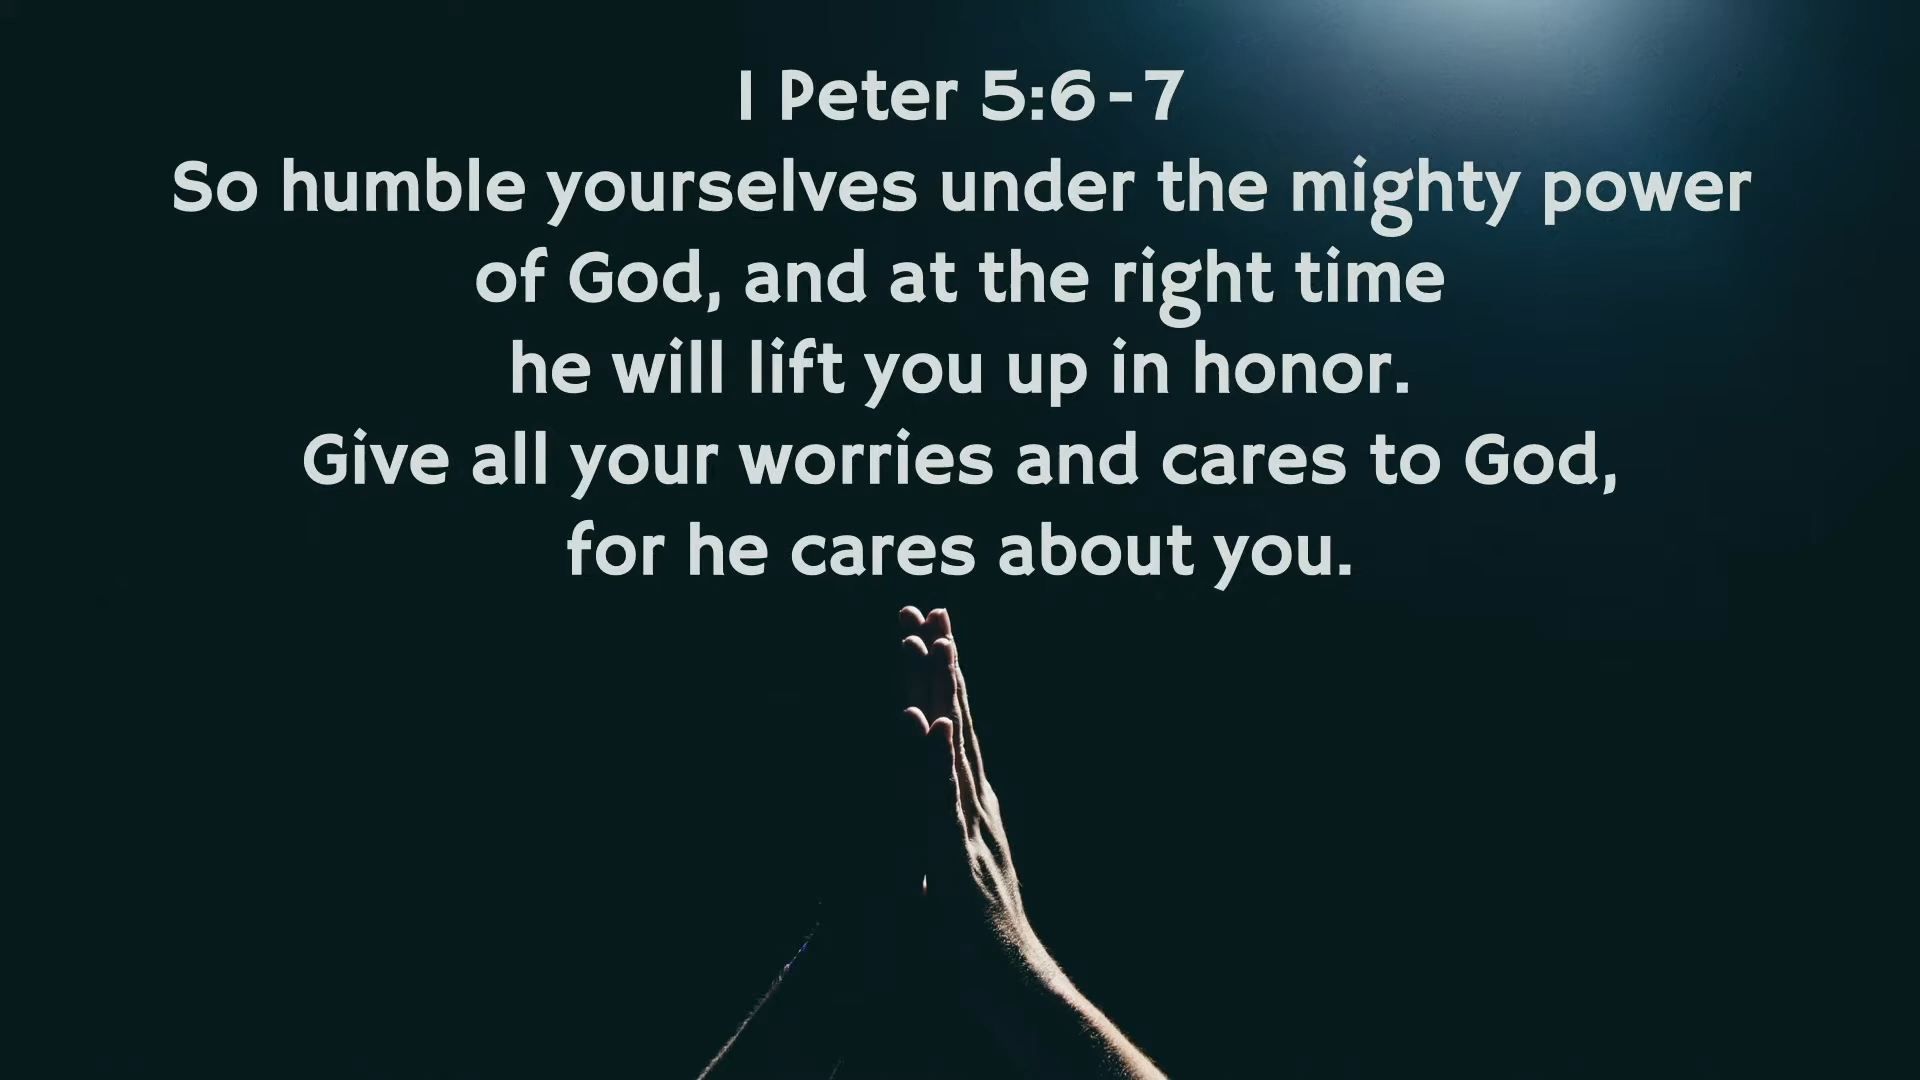 1 Peter 5:6-7
So humble yourselves under the mighty power
of God, and at the right time
he will lift you up in honor.
Give all your worries and cares to God,
for he cares about you.